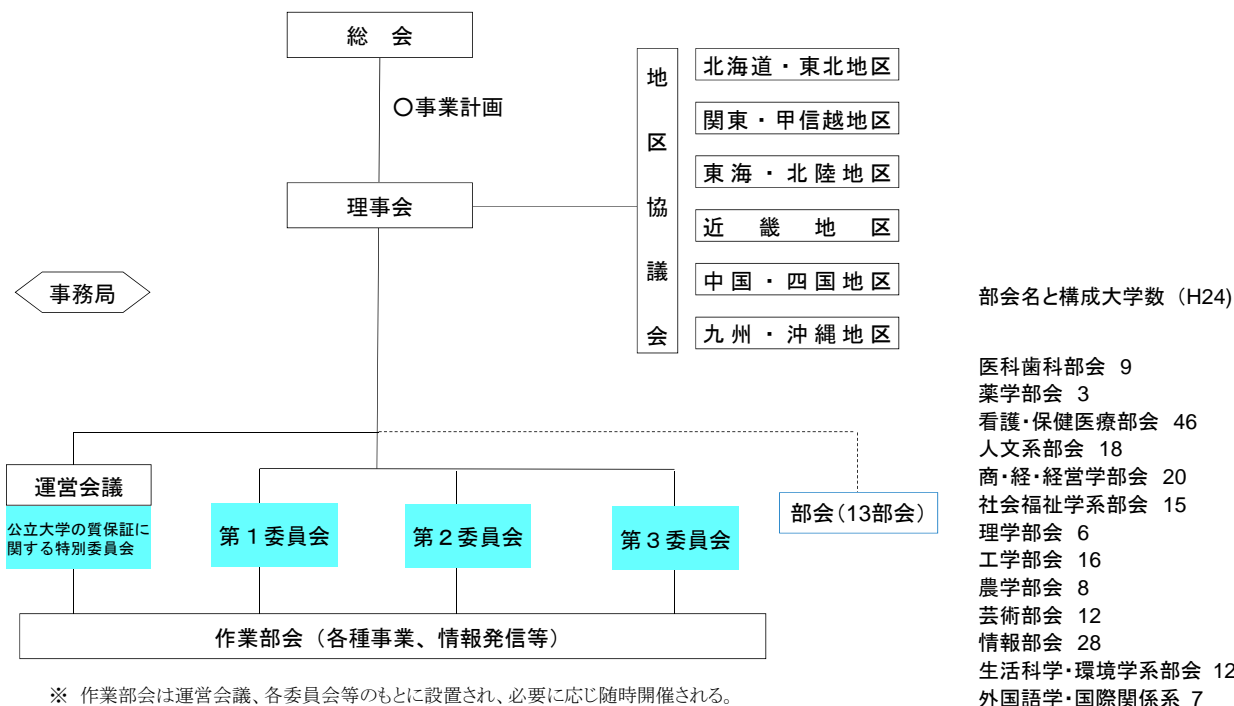 総　会
〇事業計画
理事会
事務局
地区協議会
北海道・東北地区
関東・甲信越地区
東海・北陸地区
近畿地区
中国・四国地区
九州・沖縄地区
運営会議
公立大学の質保証に
関する特別委員会
第１委員会
第２委員会
第３委員会
部会（13部会）
作業部会（各種事業、情報発信等）
※ 作業部会は運営会議、各委員会等のもとに設置され、必要に応じ随時開催される。
部会名と構成大学数（H24)
医科歯科部会 9
薬学部会 3
看護・保健医療部会 46
人文系部会 18
商・経・経営学部会 20
社会福祉学系部会 15
理学部会 6
工学部会 16
農学部会 8
芸術部会 12
情報部会 28
生活科学・環境学系部会 12
外国語学・国際関係系 7